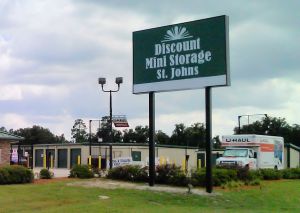 Discount
Mini Storage
St. Johns
U-HAUL